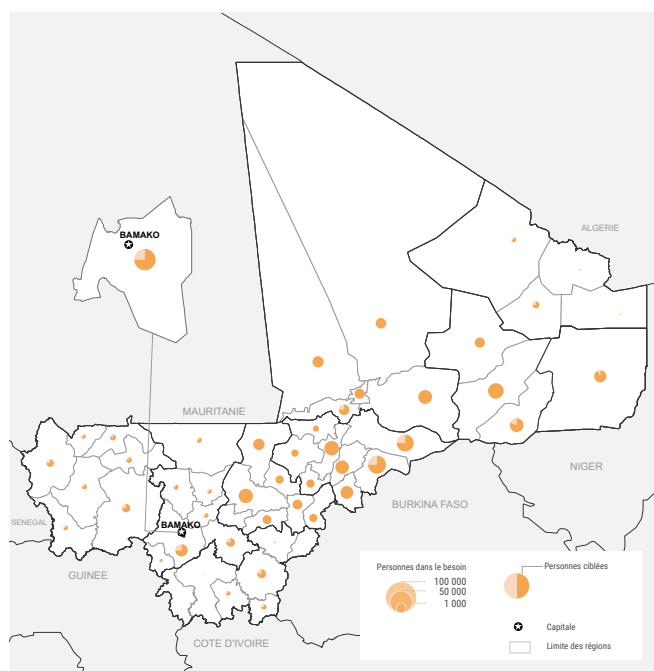 BAMAKO
ALGERIE
MAURITANIE
NIGER
BURKINA FASO
SENEGAL
BAMAKO
GUINEE
COTE D'IVOIRE
Personnes dans le besoin
100 000
50 000
1 000
Personnes ciblées
Capitale
Limite des régions